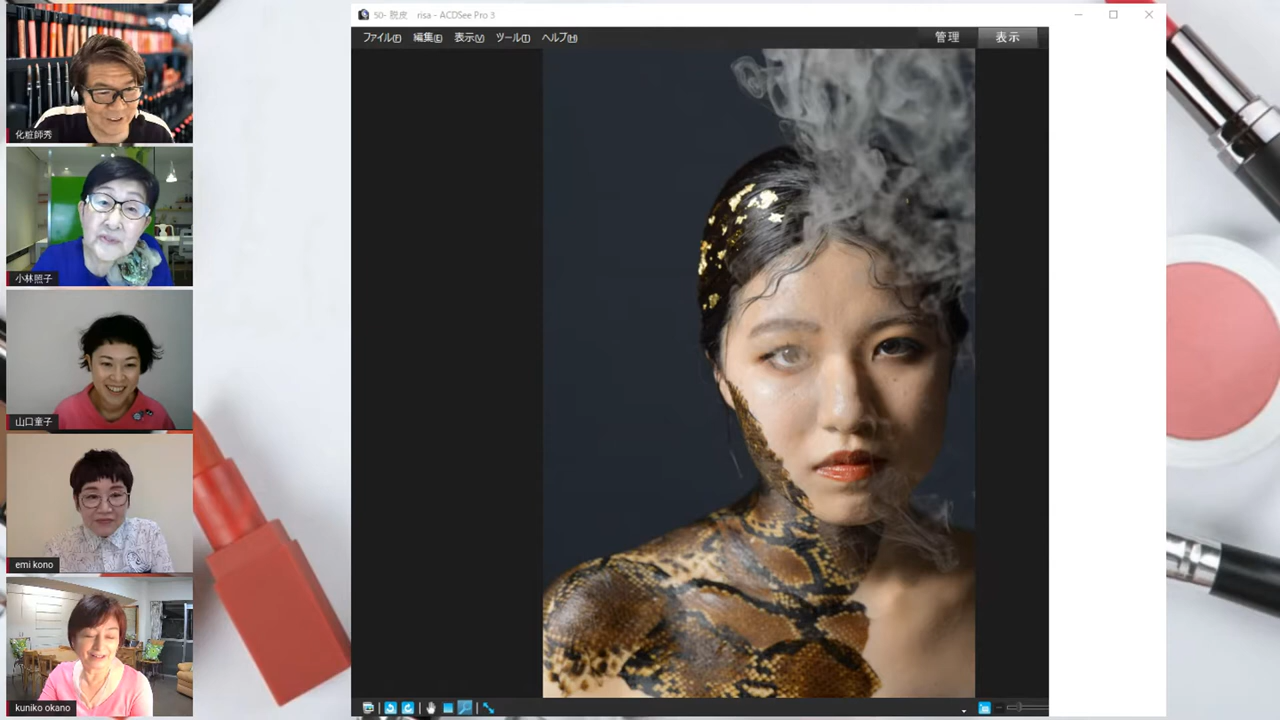 50- 脱皮 risa - ACDSee Pro 3
ファイル(F) 編集(E) 表示(V) ツール(T) ヘルプ(H)
管理 表示
化粧師秀
小林照子
山口童子
emi kono
kuniko okano